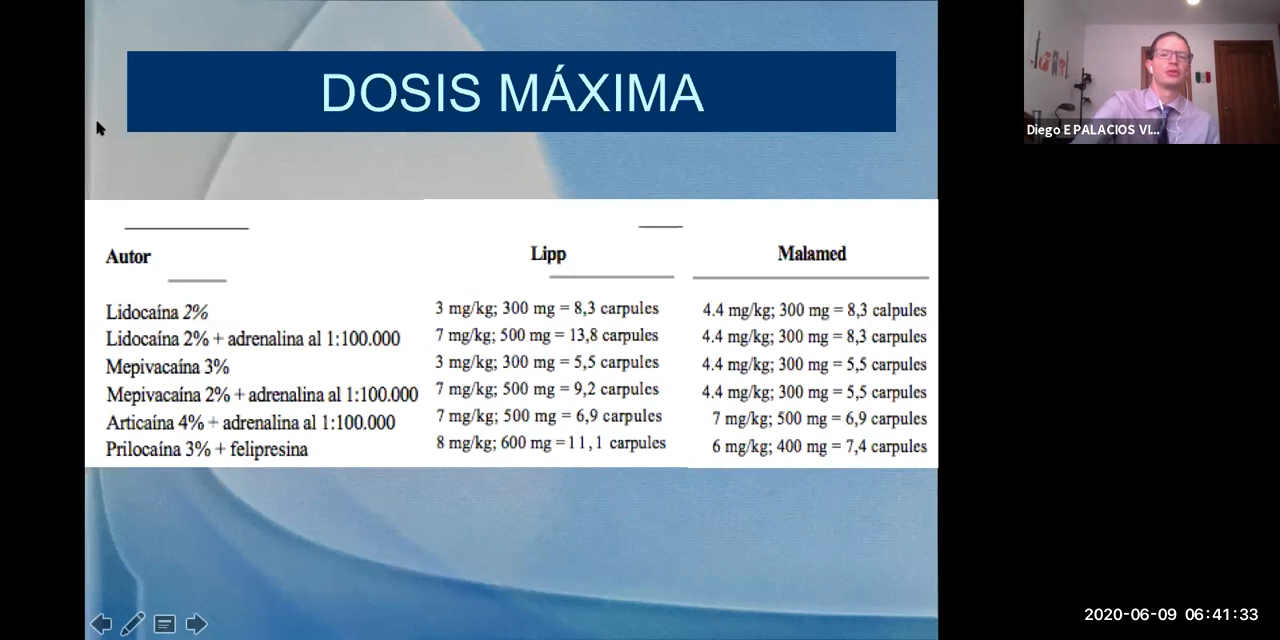 DOSIS MÁXIMA
Diego E PALACIOS VI...
Autor Lipp Malamed
Lidocaína 2% 3 mg/kg; 300 mg = 8,3 carpules 4.4 mg/kg; 300 mg = 8,3 calpules
Lidocaína 2% + adrenalina al 1:100.000 7 mg/kg; 500 mg = 13,8 carpules 4.4 mg/kg; 300 mg = 8,3 carpules
Mepivacaína 3% 3 mg/kg; 300 mg = 5,5 carpules 4.4 mg/kg; 300 mg = 5,5 carpules
Mepivacaína 2% + adrenalina al 1:100.000 7 mg/kg; 500 mg = 9,2 carpules 4.4 mg/kg; 300 mg = 5,5 carpules
Articaína 4% + adrenalina al 1:100.000 7 mg/kg; 500 mg = 6,9 carpules 7 mg/kg; 500 mg = 6,9 carpules
Prilocaína 3% + felipresina 8 mg/kg; 600 mg =11,1 carpules 6 mg/kg; 400 mg = 7,4 carpules
2020-06-09 06:41:33